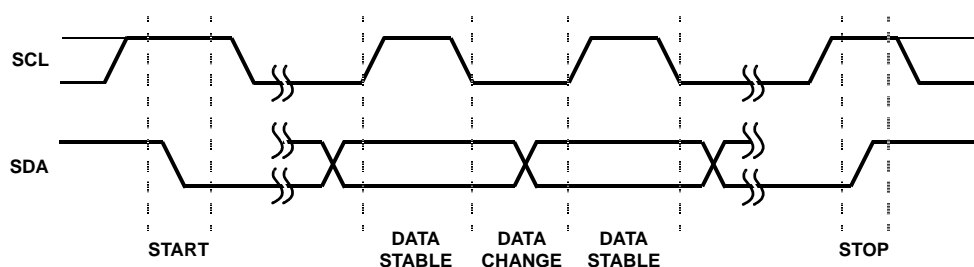 SCL
SDA
START
DATA
STABLE
DATA
CHANGE
DATA
STABLE
STOP